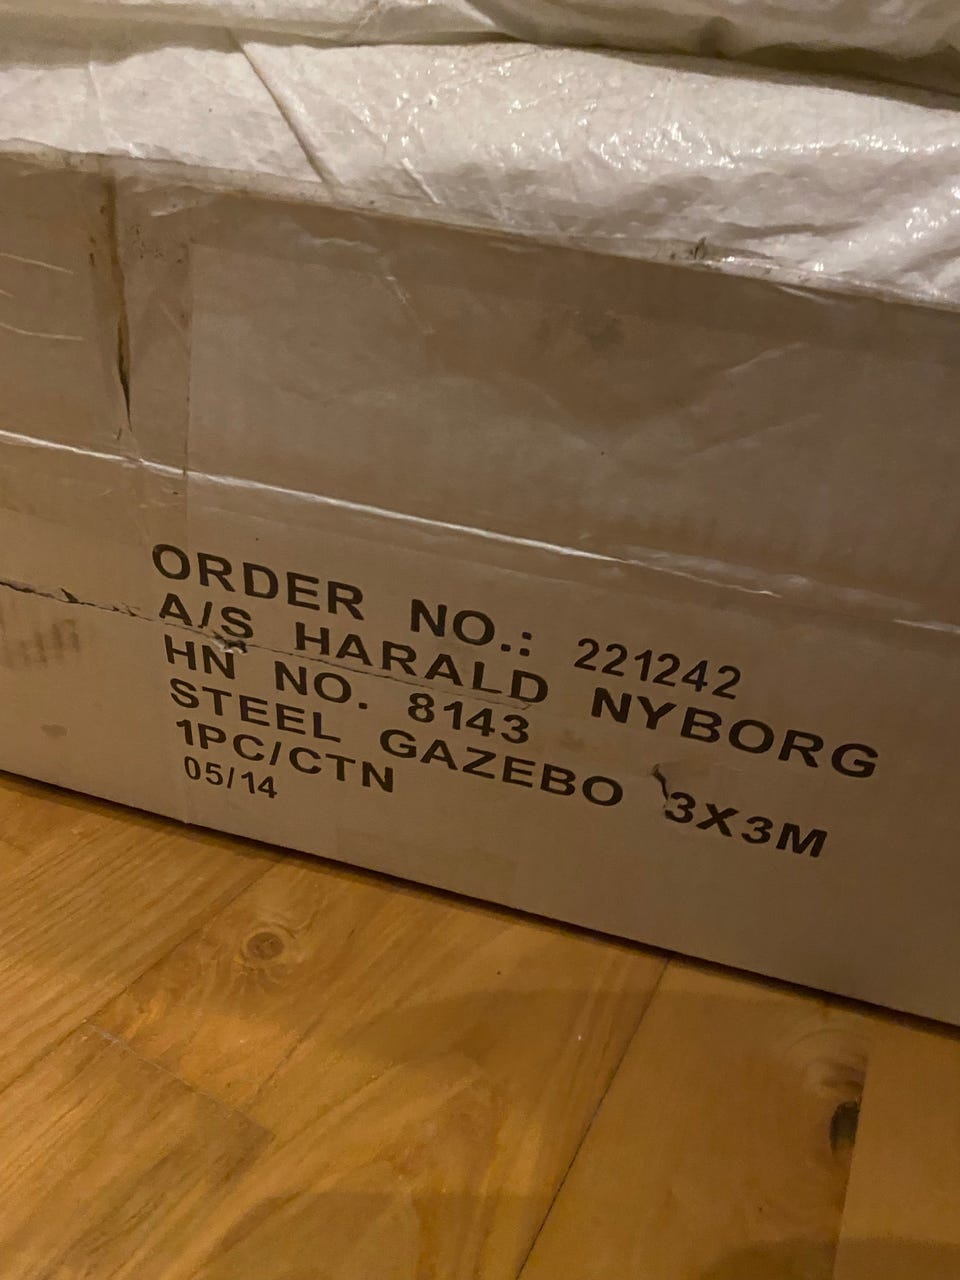 ORDER NO.: 221242
A/S HARALD NYBORG
HN NO. 8143
STEEL GAZEBO 3X3M
1PC/CTN
05/14